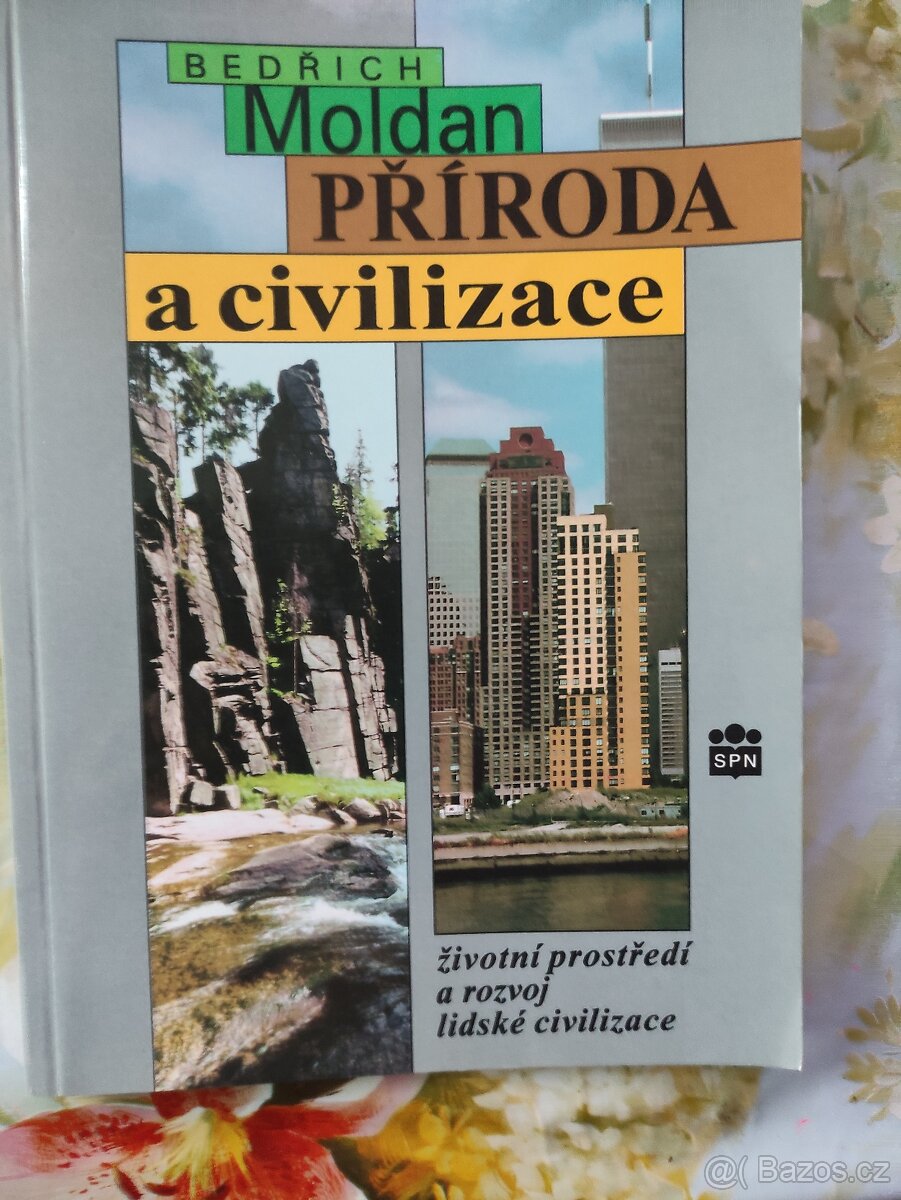 BEDŘICH
Moldan
PŘÍRODA
a civilizace
SPN
životní prostředí
a rozvoj
lidské civilizace
@( Bazos.cz